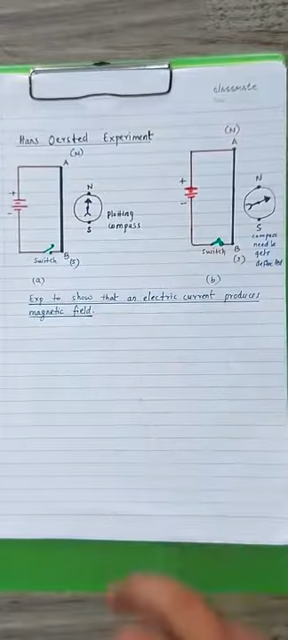 classmate
Hans Oersted Experiment
(N)
A
+
-
N
S
plotting
compass
Switch
B
(S)
(a)
(N)
A
+
-
N
S
compass
needle
gets
deflected
Switch
B
(S)
(b)
Exp to show that an electric current produces
magnetic field.